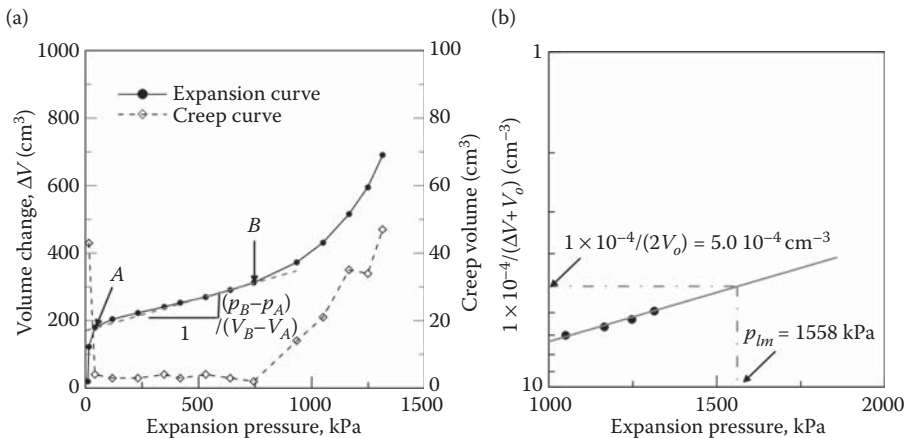 (a)
1000
800
600
400
200
0
Volume change, ΔV (cm³)
Expansion curve
Creep curve
A
B
1
(p_B−p_A)
/(V_B−V_A)
100
80
60
40
20
0
Creep volume (cm³)
0
500
1000
1500
Expansion pressure, kPa
(b)
1
10
1 × 10⁻⁴/(ΔV + V_o) (cm⁻³)
1 × 10⁻⁴/(2V_o) = 5.0 10⁻⁴ cm⁻³
p_lm = 1558 kPa
1000
1500
2000
Expansion pressure, kPa